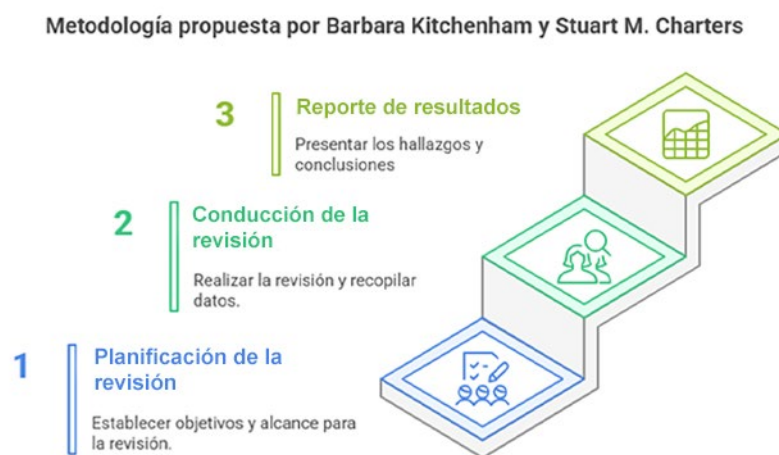 Metodología propuesta por Barbara Kitchenham y Stuart M. Charters
3
Reporte de resultados
Presentar los hallazgos y
conclusiones
2
Conducción de la
revisión
Realizar la revisión y recopilar
datos.
1
Planificación de la
revisión
Establecer objetivos y alcance para
la revisión.